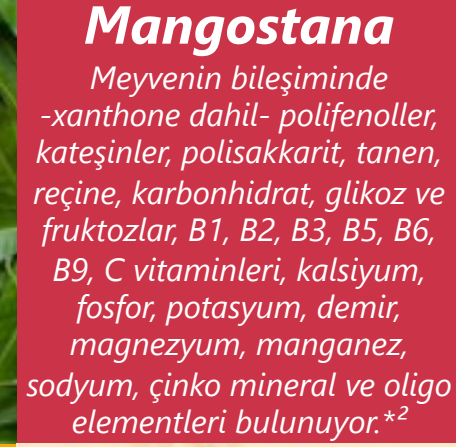 Mangostana
Meyvenin bileşiminde
-xanthone dahil- polifenoller,
kateşinler, polisakkarit, tanen,
reçine, karbonhidrat, glikoz ve
fruktozlar, B1, B2, B3, B5, B6,
B9, C vitaminleri, kalsiyum,
fosfor, potasyum, demir,
magnezyum, manganez,
sodyum, çinko mineral ve oligo
elementleri bulunuyor.*²